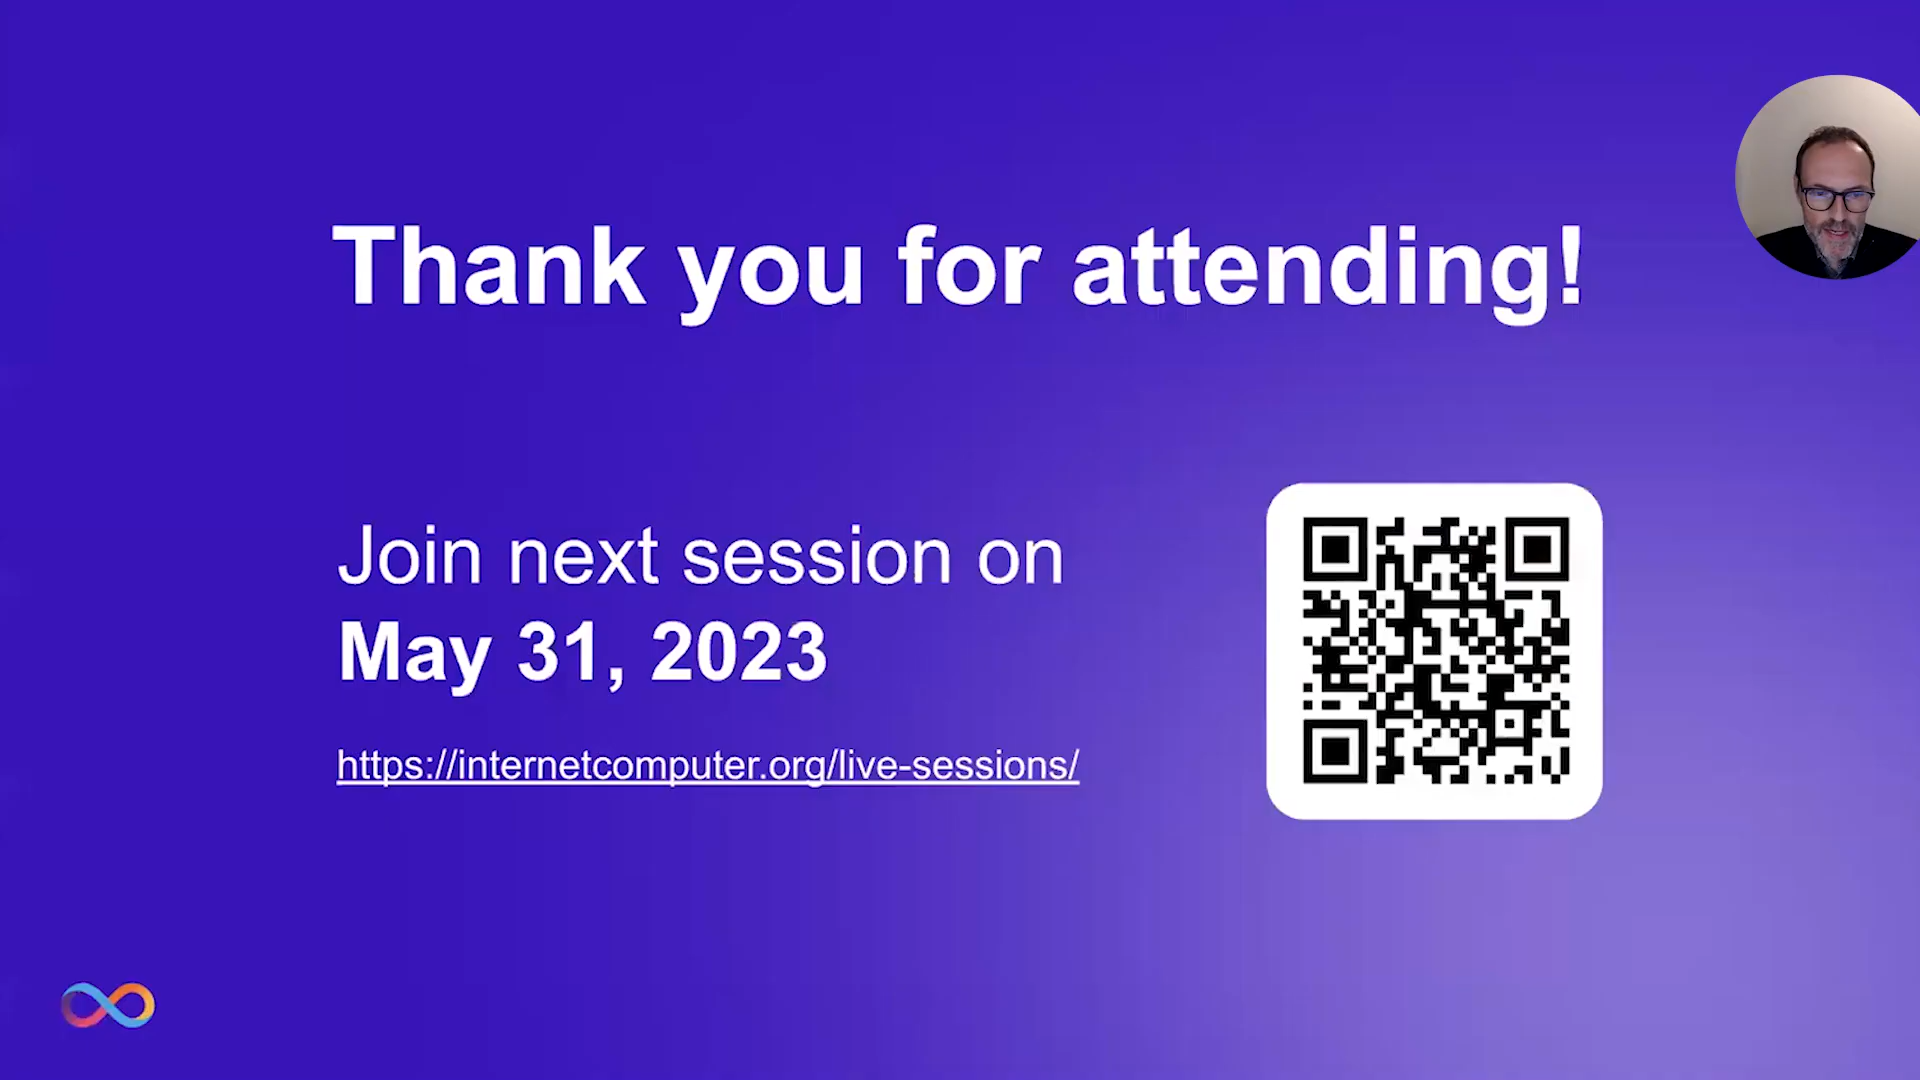 Thank you for attending!
Join next session on
May 31, 2023
https://internetcomputer.org/live-sessions/